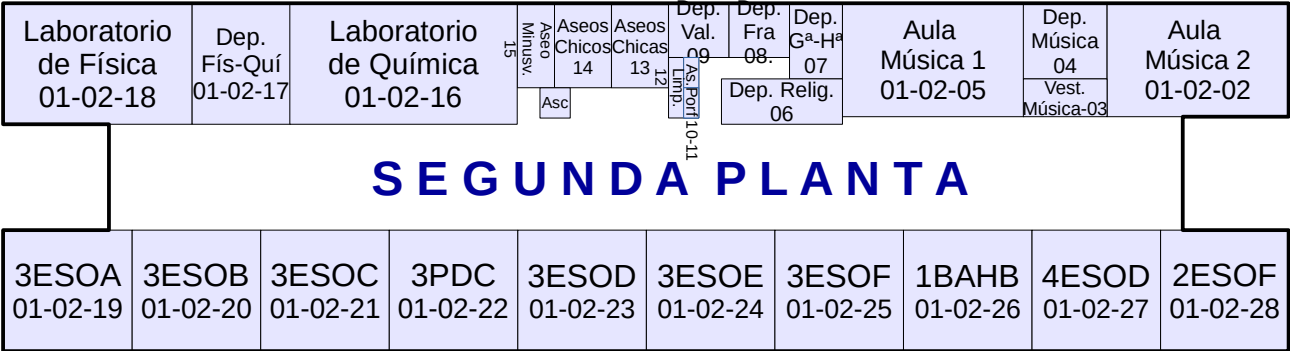 Laboratorio
de Física
01-02-18
Dep.
Fís-Quí
01-02-17
Laboratorio
de Química
01-02-16
Aseo
Minusv.
15
Aseos
Chicos
14
Aseos
Chicas
13
Asc
12
Limp.
As.Porf
10-11
Dep.
Val.
09
Dep.
Fra
08.
Dep.
Gª-Hª
07
Dep. Relig.
06
Aula
Música 1
01-02-05
Dep.
Música
04
Vest.
Música-03
Aula
Música 2
01-02-02
SEGUNDA PLANTA
3ESOA
01-02-19
3ESOB
01-02-20
3ESOC
01-02-21
3PDC
01-02-22
3ESOD
01-02-23
3ESOE
01-02-24
3ESOF
01-02-25
1BAHB
01-02-26
4ESOD
01-02-27
2ESOF
01-02-28